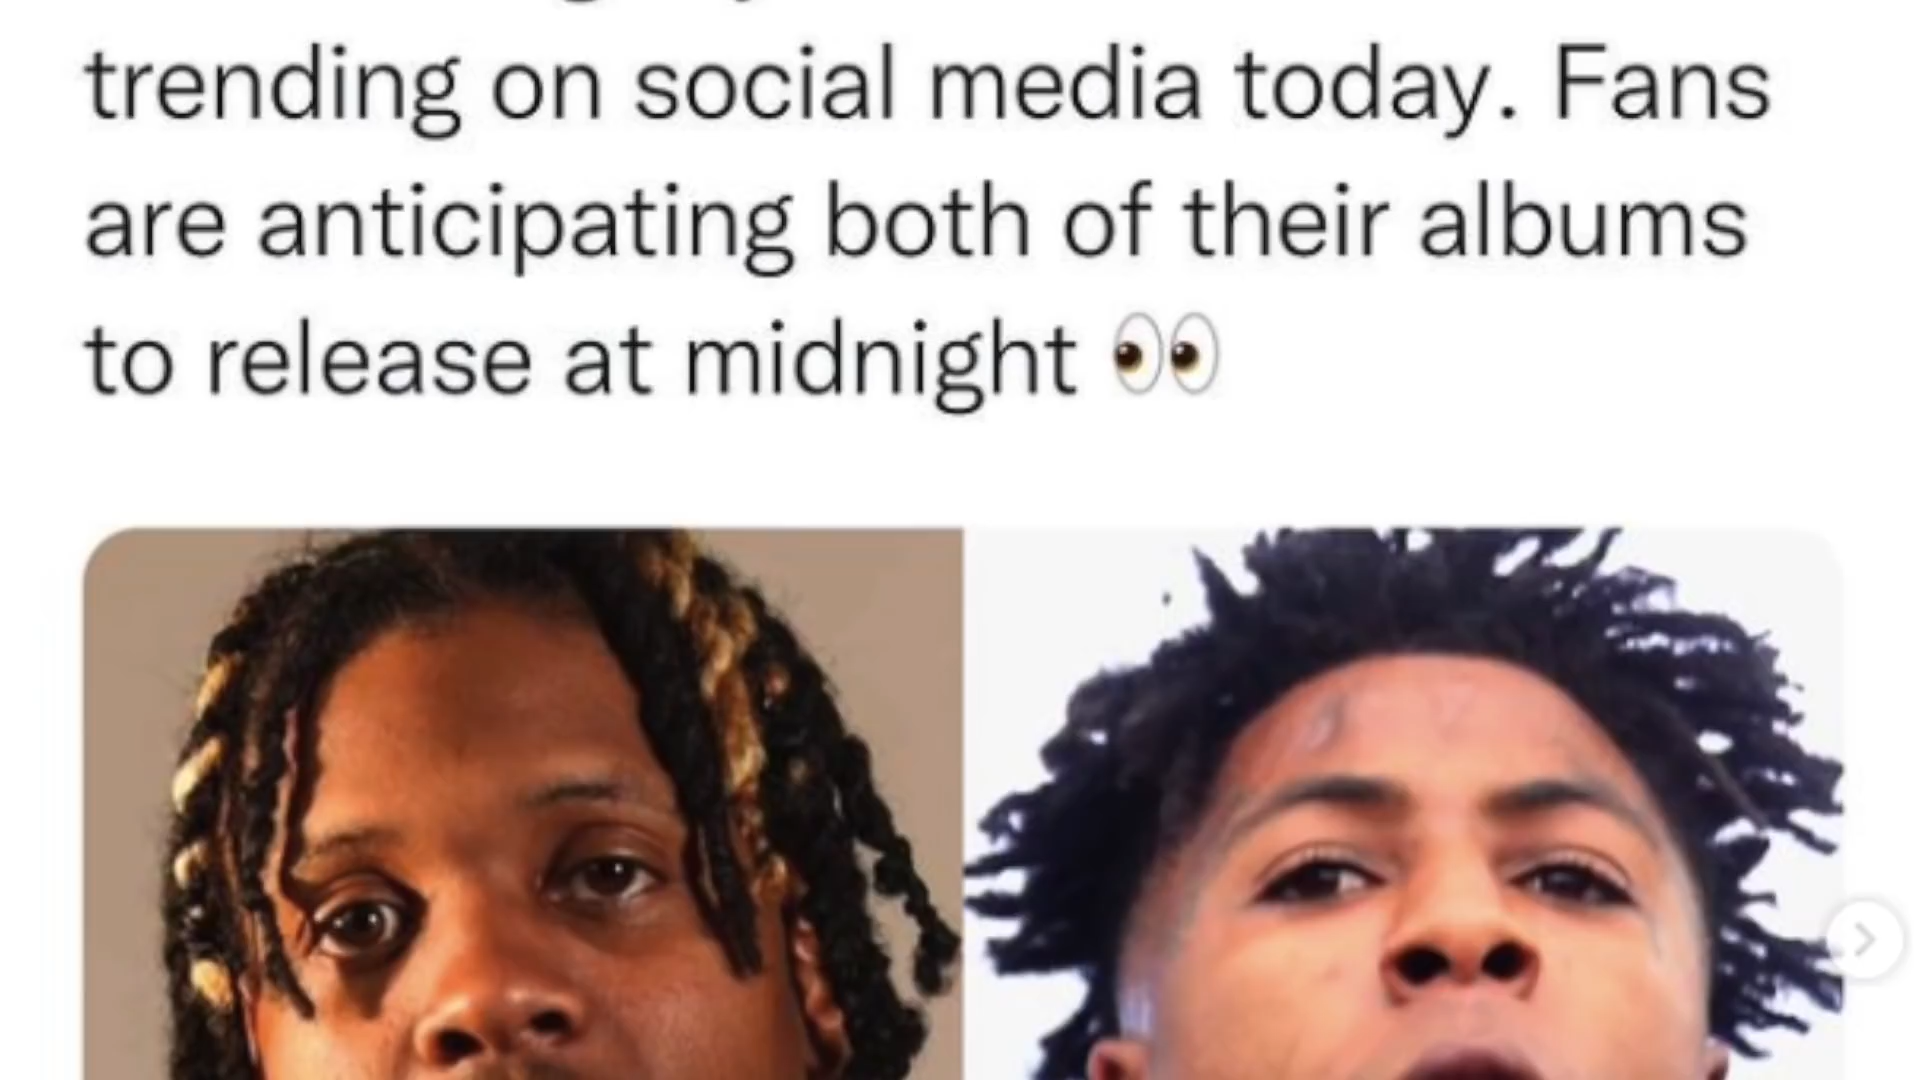 trending on social media today. Fans
are anticipating both of their albums
to release at midnight 👀